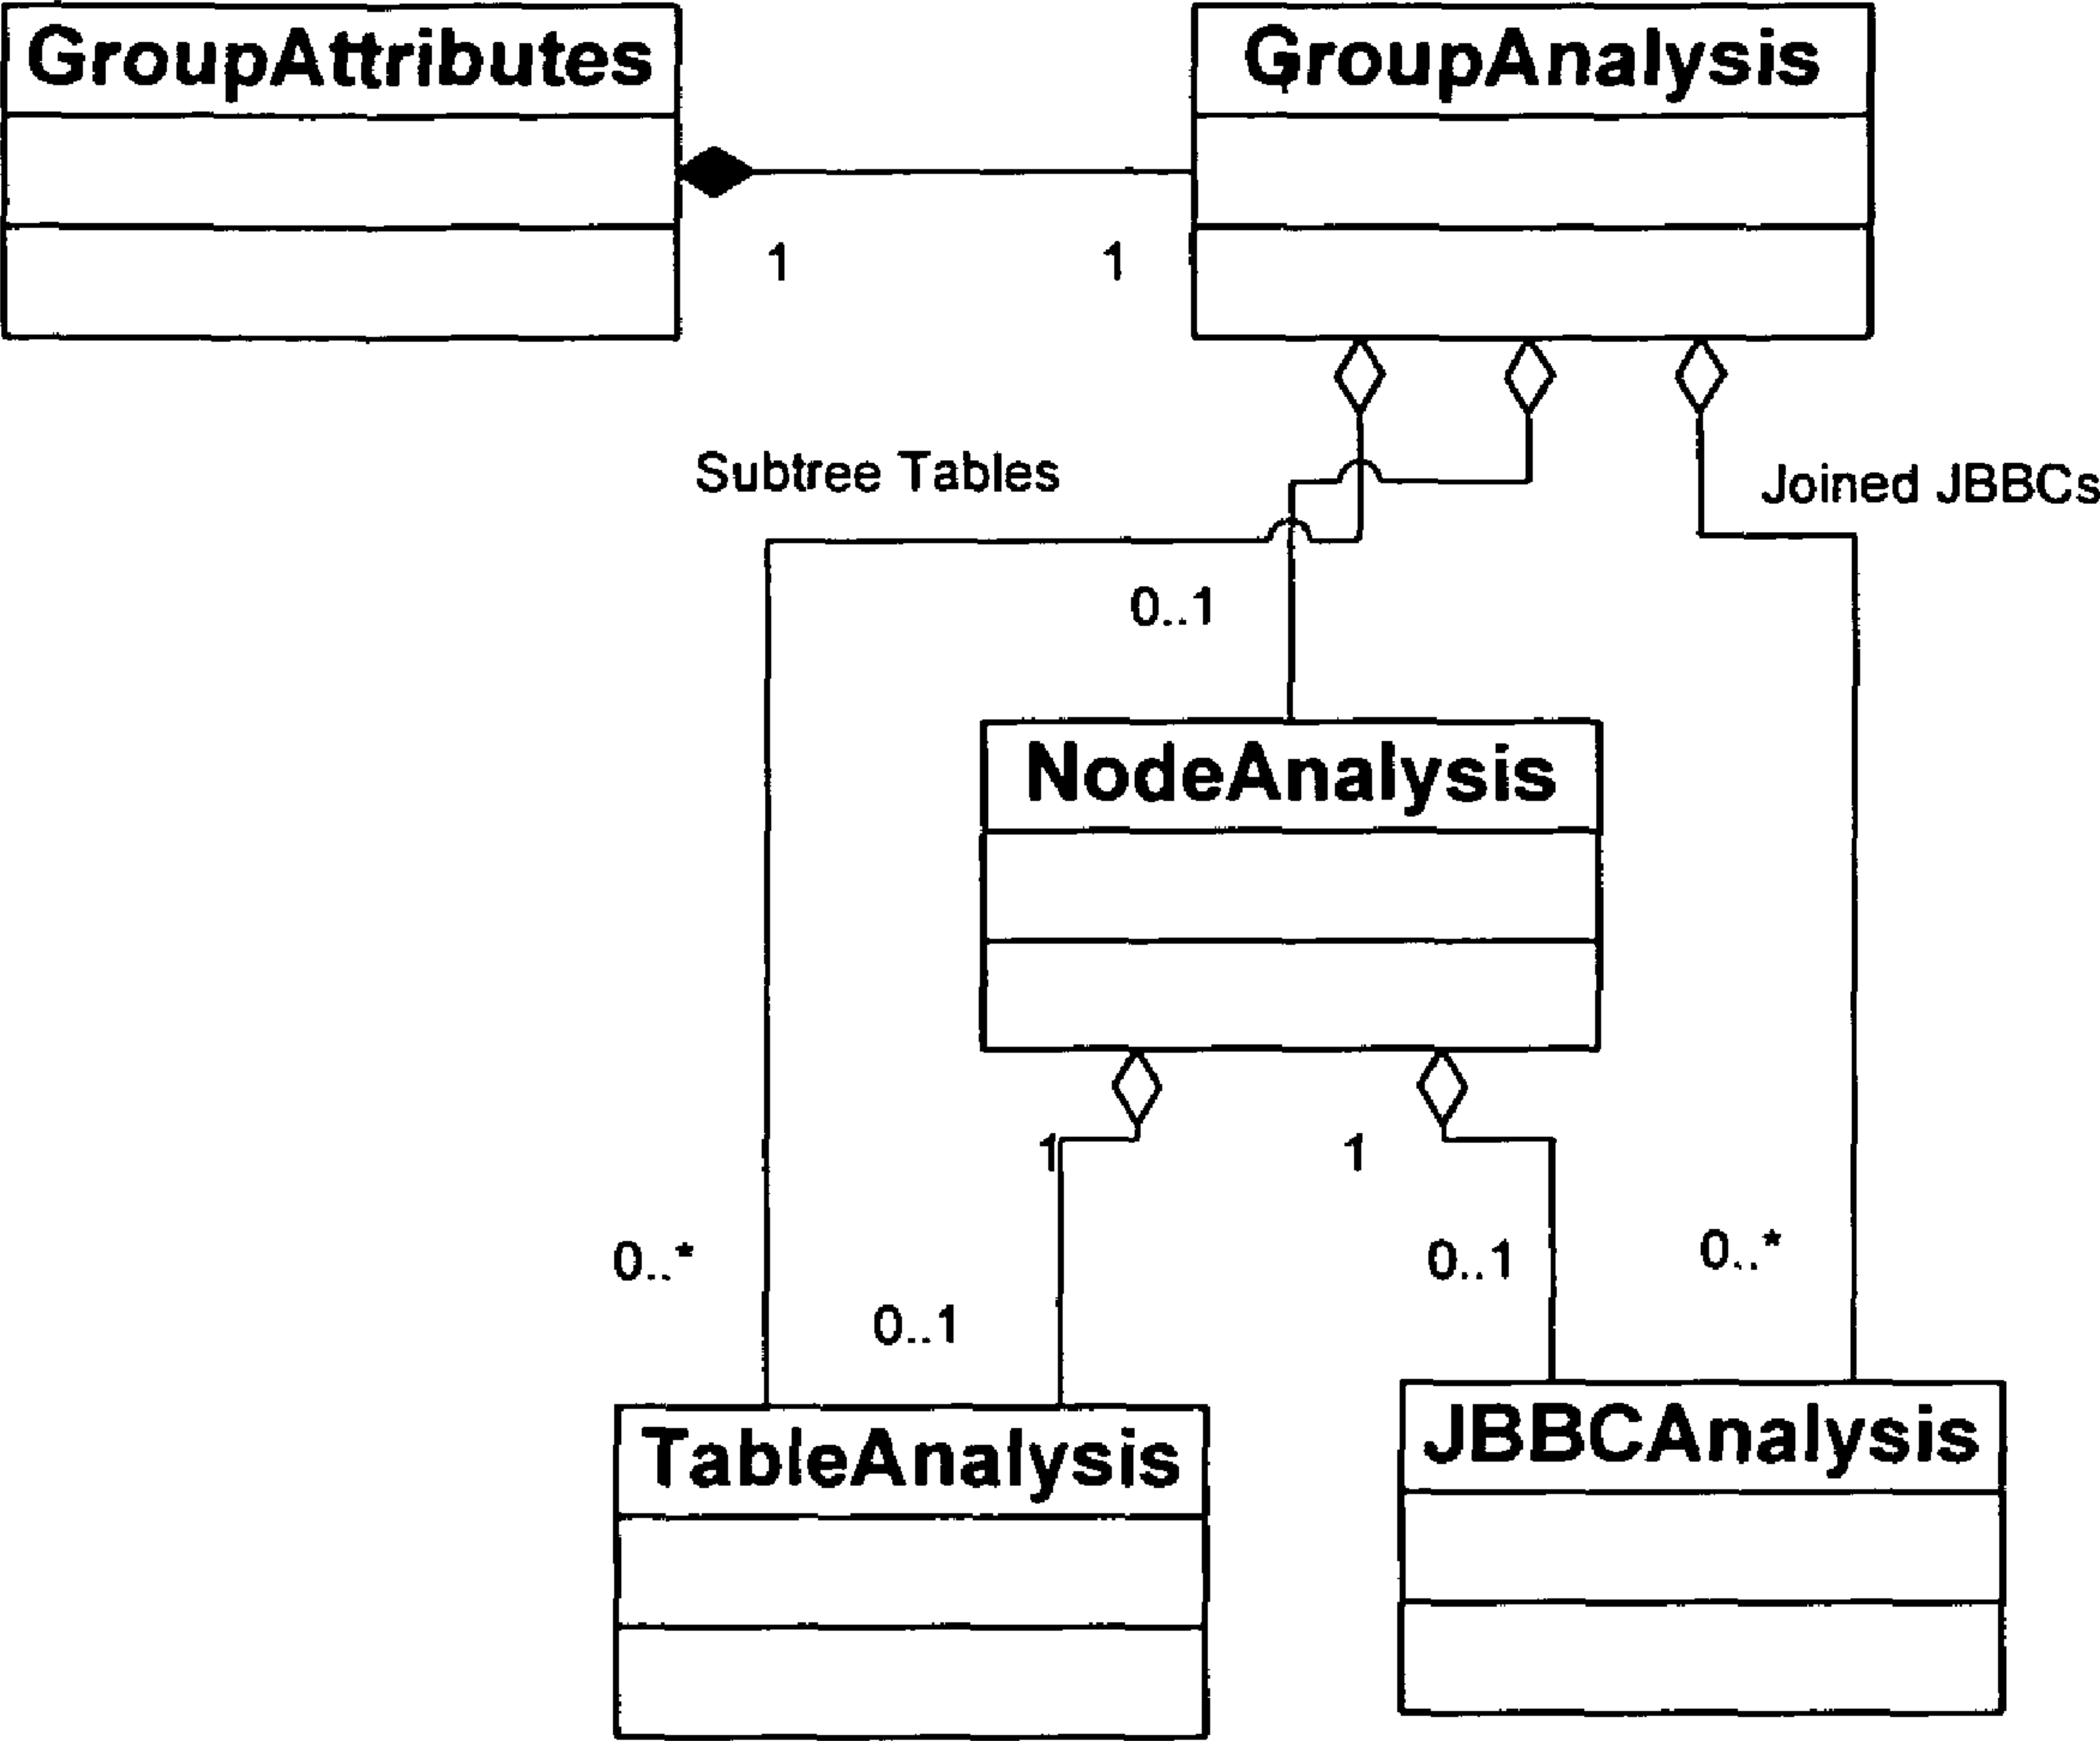 GroupAttributes
GroupAnalysis
1
1
Subtree Tables
Joined JBBCs
0..1
NodeAnalysis
1
1
0..*
0..1
0..*
0..1
TableAnalysis
JBBCAnalysis